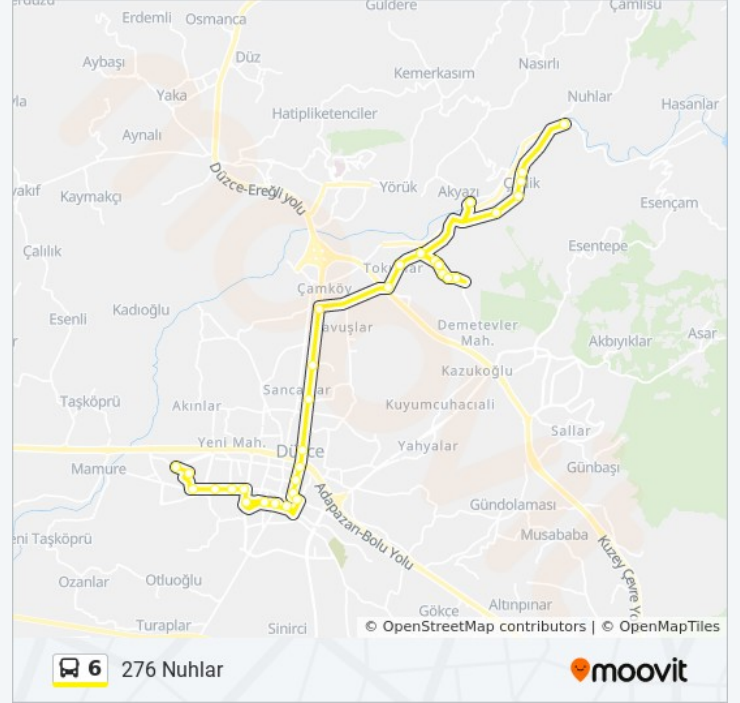 Güldere
Çamlısu
Erdemli
Osmanca
Düz
Aybaşı
Nasırlı
Kemerkasım
Yaka
Nuhlar
Hasanlar
Hatipliketenciler
Aynalı
Düzce-Ereğli yolu
Yörük
Akyazı
Kaymakçı
Esençam
Çalılık
Esentepe
Çamköy
Kadıoğlu
Esenli
Demetevler
Mah.
Asar
Akbıyıklar
Kazukoğlu
Taşköprü
Akınlar
Kuyumcuhacıali
Sallar
Yeni Mah.
Düzce
Yahyalar
Mamure
Günbaşı
Adapazarı-Bolu Yolu
Gündolaması
Musababa
Kuzey Çevre Yo
eni Taşköprü
Ozanlar
Otluoğlu
Gökçe
Altınpınar
Turaplar
Sinirci
© OpenStreetMap contributors | © OpenMapTiles
6 276 Nuhlar
moovit